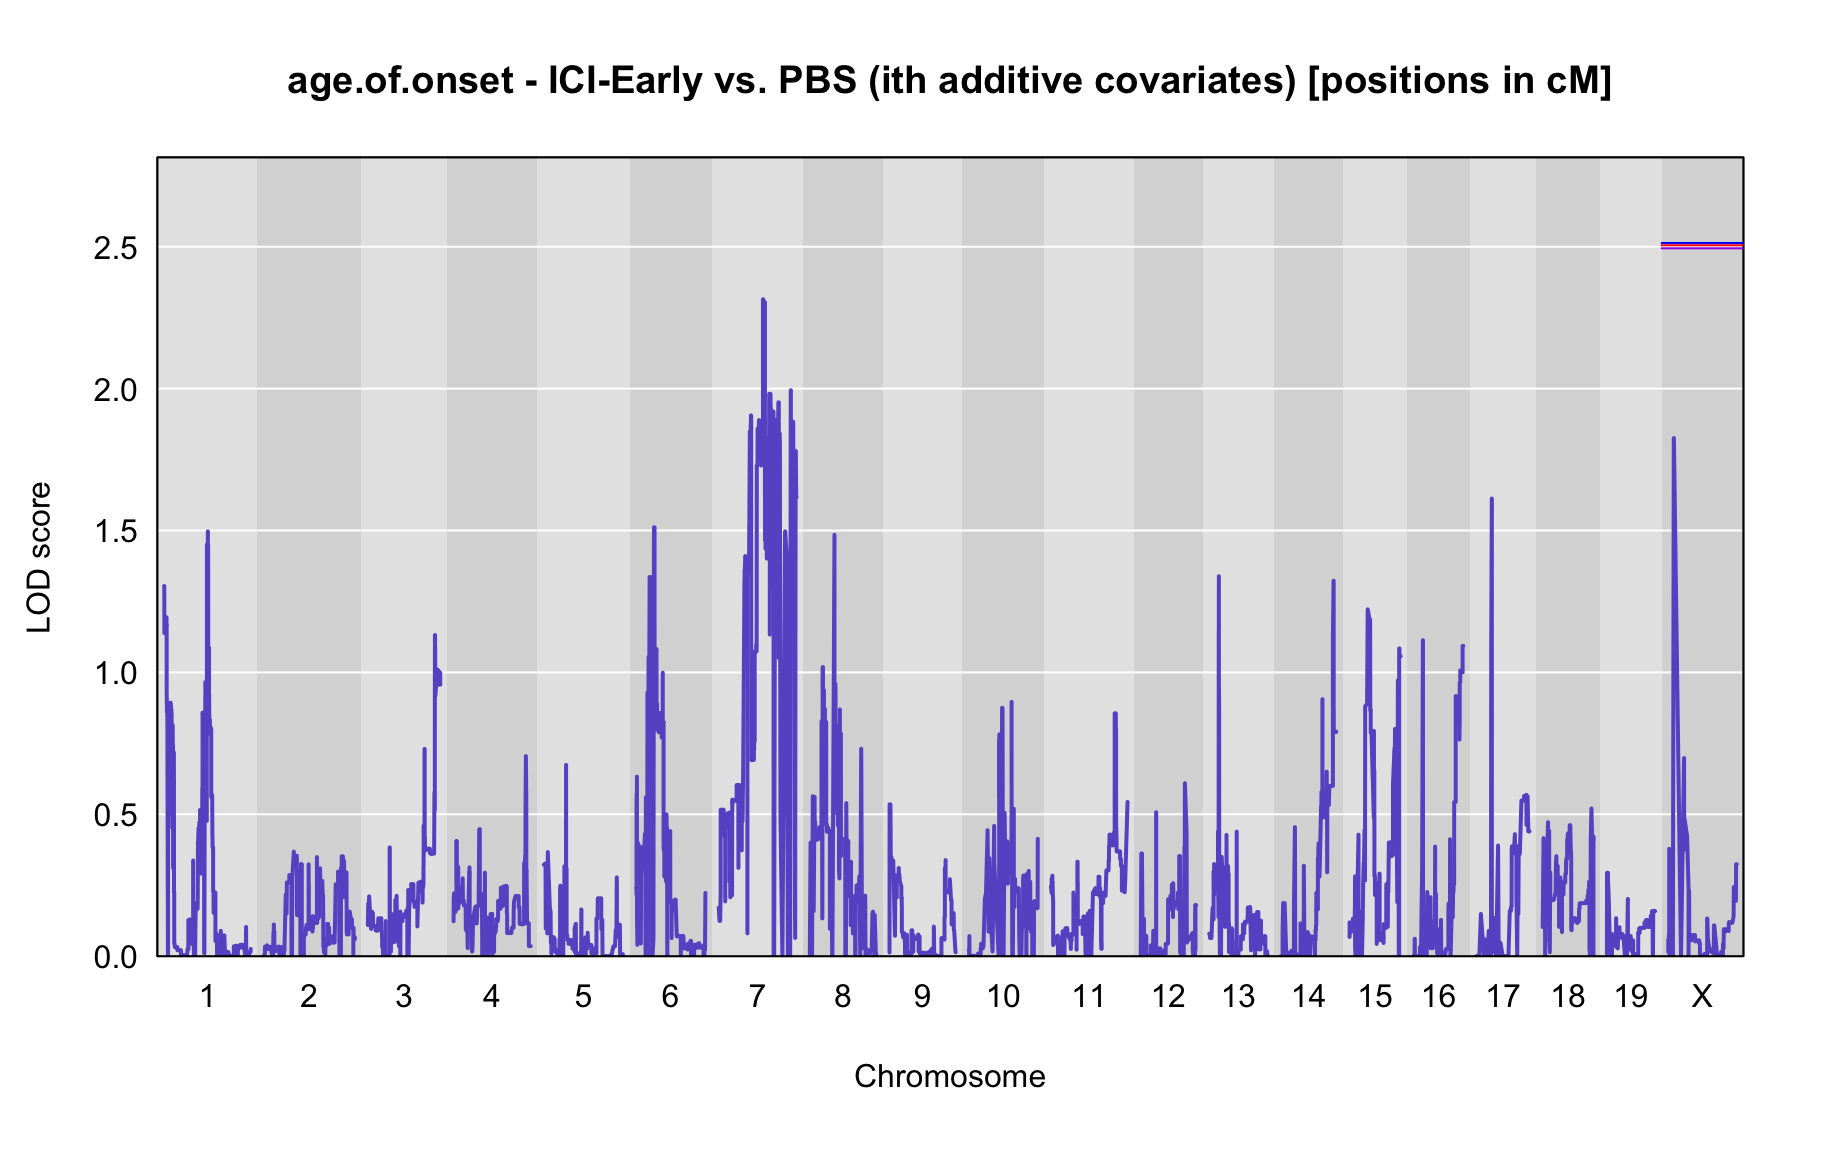 age.of.onset - ICI-Early vs. PBS (ith additive covariates) [positions in cM]
2.5
2.0
1.5
1.0
0.5
0.0
LOD score
1 2 3 4 5 6 7 8 9 10 11 12 13 14 15 16 17 18 19 X
Chromosome